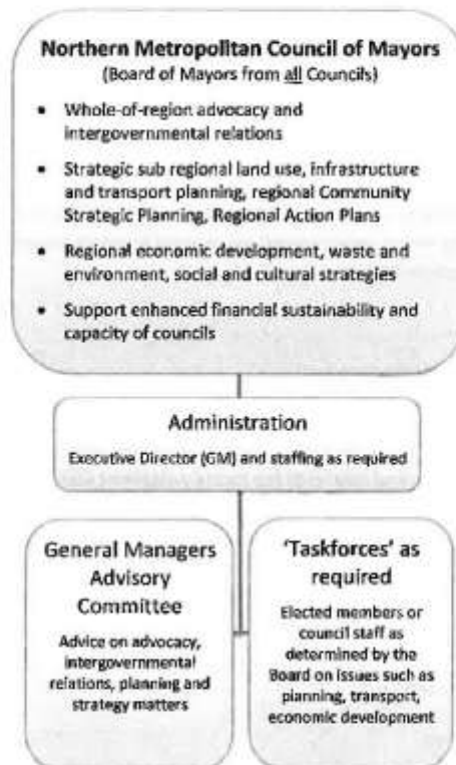 Northern Metropolitan Council of Mayors
(Board of Mayors from all Councils)
• Whole-of-region advocacy and
intergovernmental relations
• Strategic sub regional land use, infrastructure
and transport planning, regional Community
Strategic Planning, Regional Action Plans
• Regional economic development, waste and
environment, social and cultural strategies
• Support enhanced financial sustainability and
capacity of councils
Administration
Executive Director (GM) and staffing as required
General Managers
Advisory
Committee
Advice on advocacy,
intergovernmental
relations, planning and
strategy matters
'Taskforces' as
required
Elected members or
council staff as
determined by the
Board on issues such as
planning, transport,
economic development